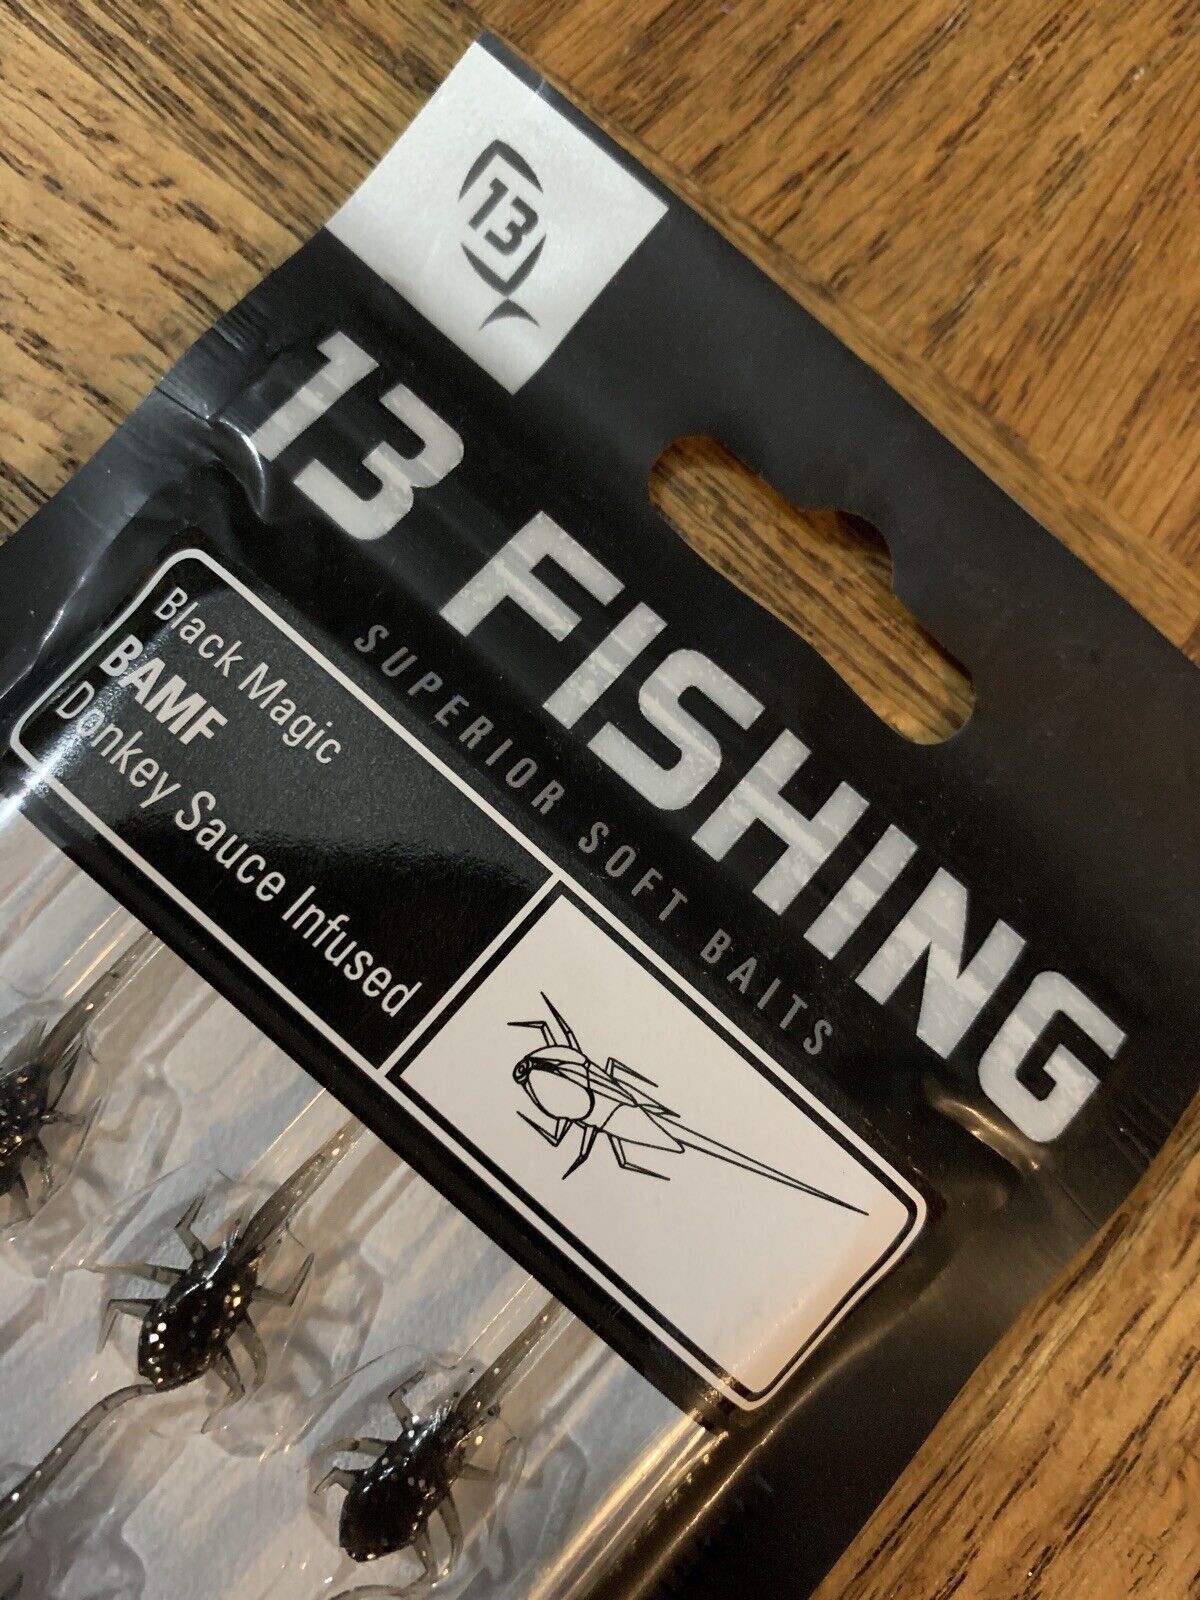 13
13 FISHING
SUPERIOR SOFT BAITS
Black Magic
BAMF
Donkey Sauce Infused